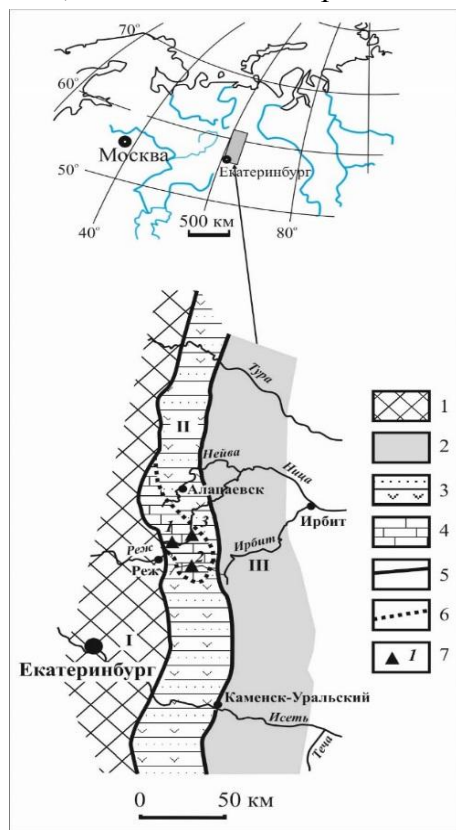 70°
60°
Москва
50°
Екатеринбург
500 км
40°
80°
Тура
II
Нейва
Ница
Алапаевск
Ирбит
1
3
Реж
Ирбит
Реж
2
III
I
Екатеринбург
Каменск-Уральский
Исеть
Теча
0 50 км
1
2
3
4
5
6
1 7